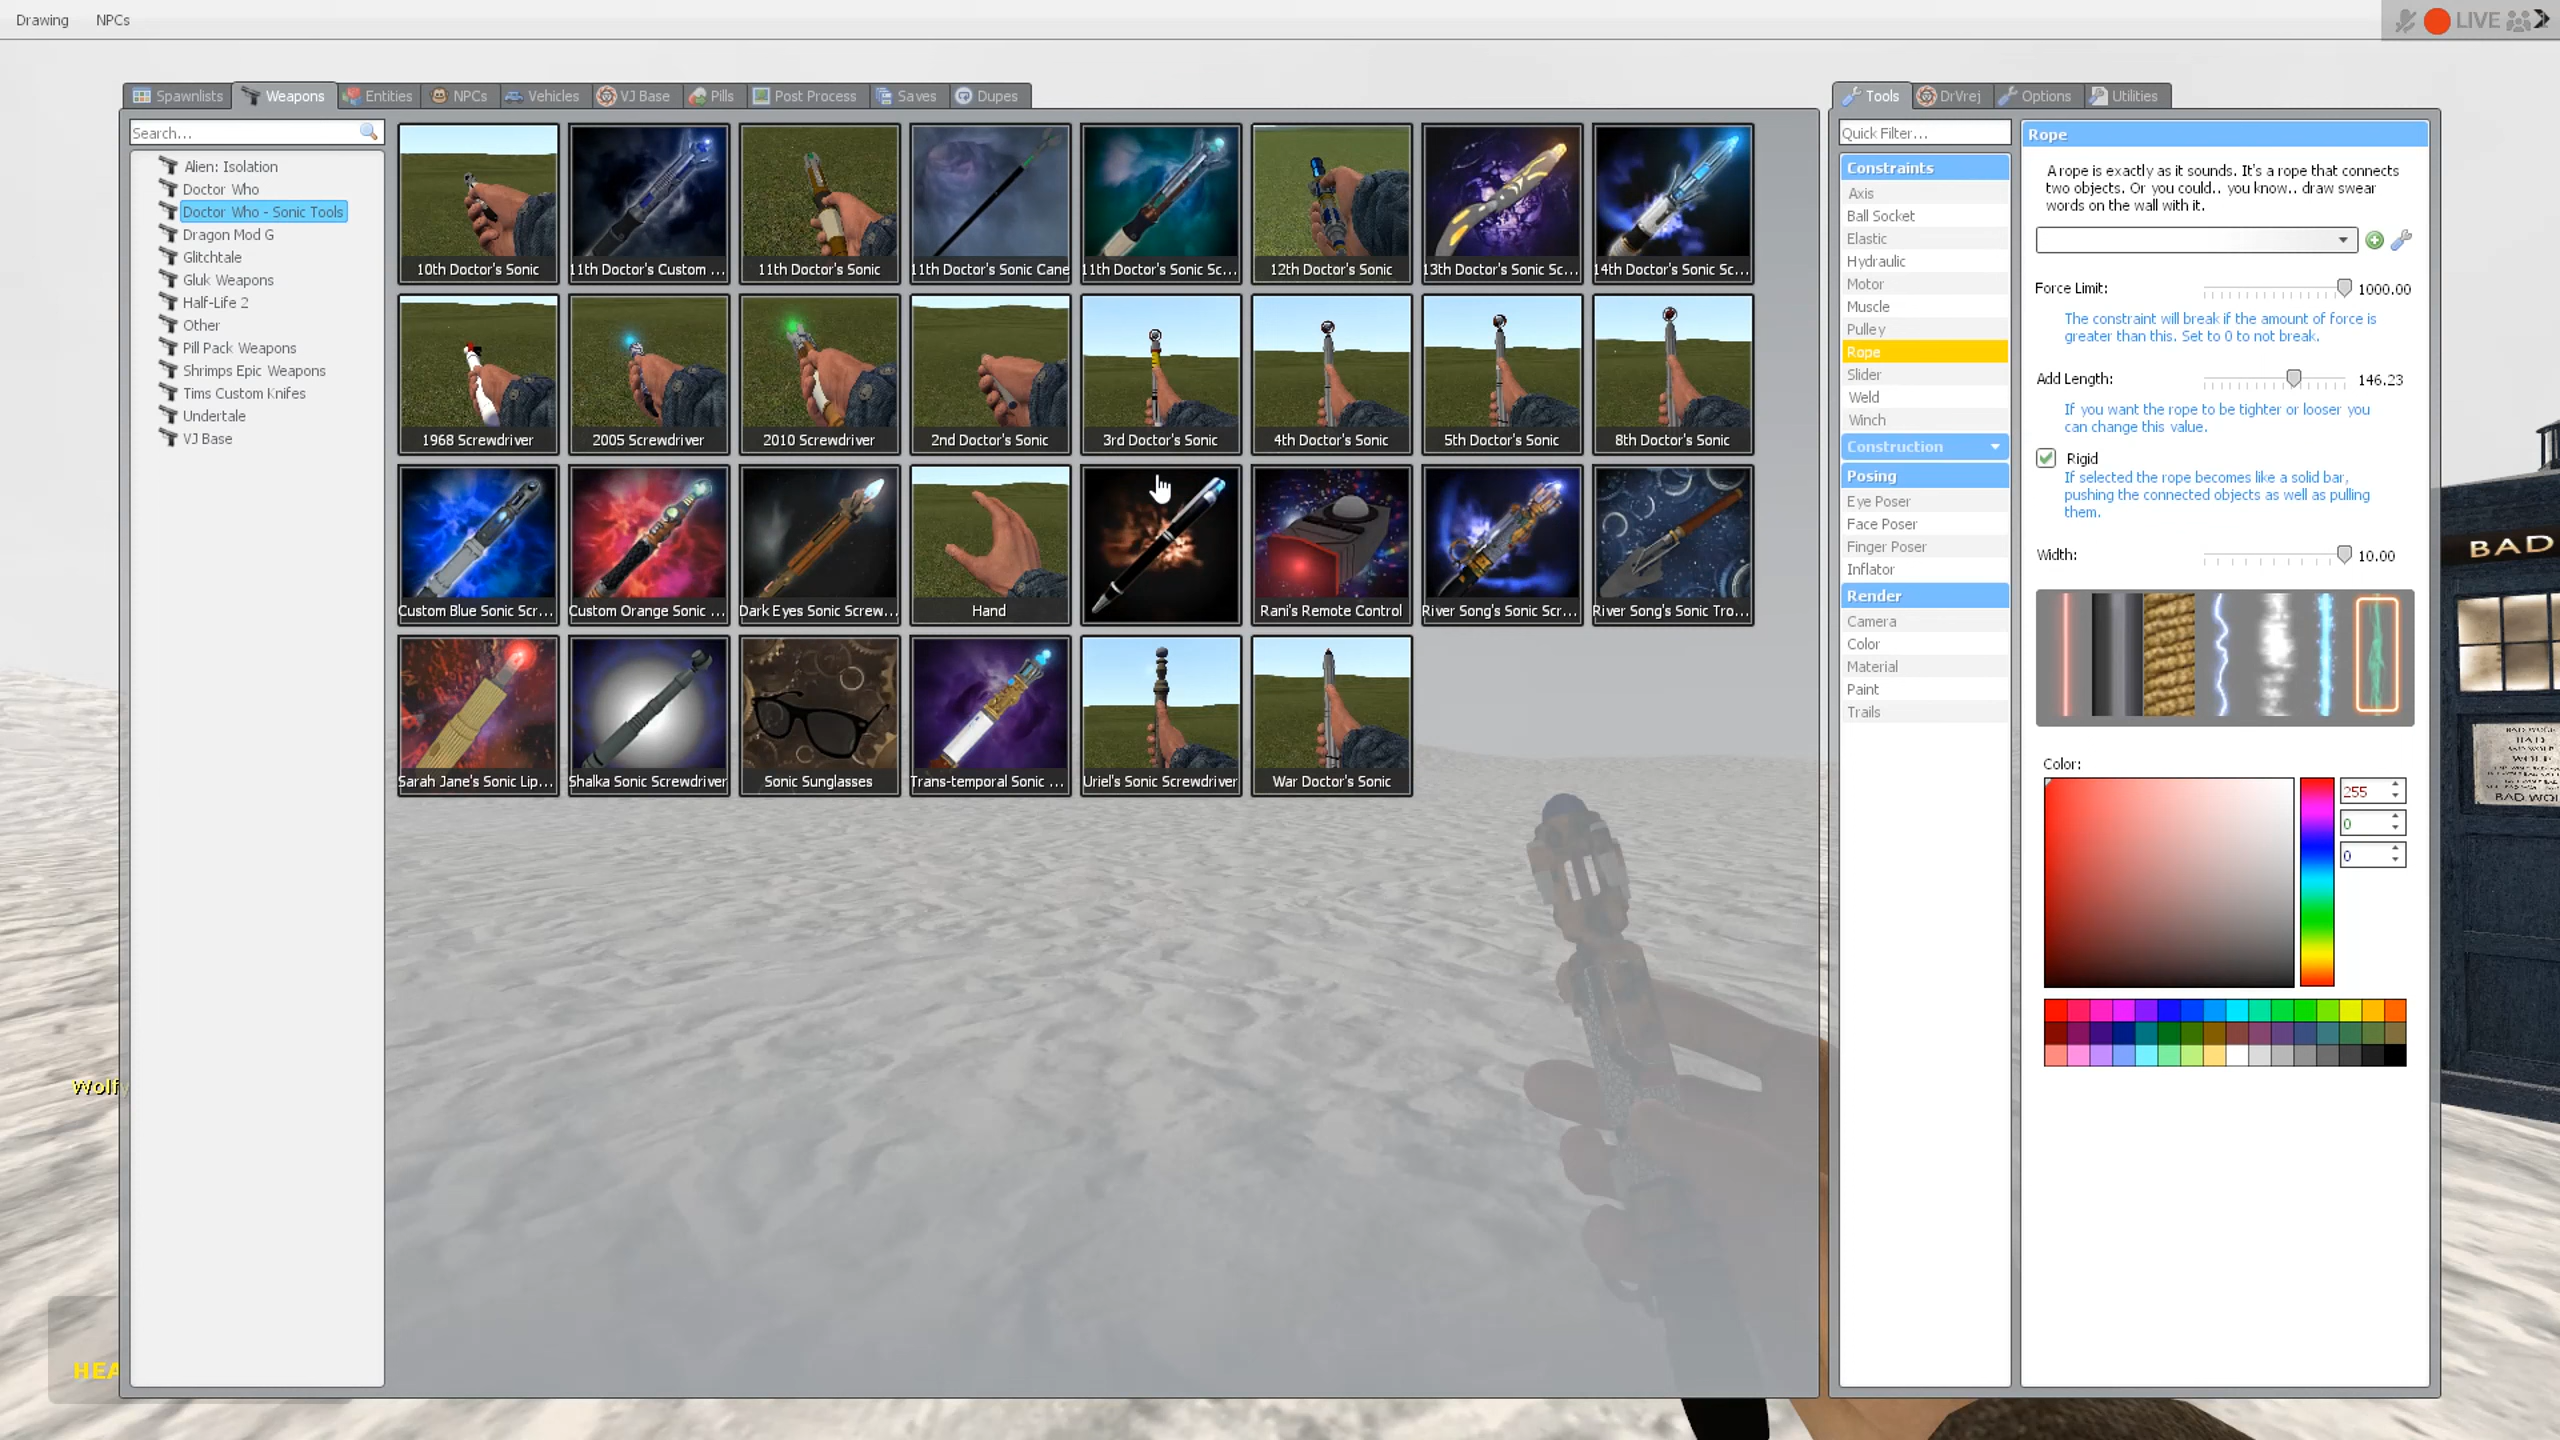 Drawing NPCs
LIVE
Spawnlists Weapons Entities NPCs Vehicles VJ Base Pills Post Process Saves Dupes
Search...
Alien: Isolation
Doctor Who
Doctor Who - Sonic Tools
Dragon Mod G
Glitchtale
Gluk Weapons
Half-Life 2
Other
Pill Pack Weapons
Shrimps Epic Weapons
Tims Custom Knifes
Undertale
VJ Base
10th Doctor's Sonic
11th Doctor's Custom ...
11th Doctor's Sonic
11th Doctor's Sonic Cane
11th Doctor's Sonic Sc...
12th Doctor's Sonic
13th Doctor's Sonic Sc...
14th Doctor's Sonic Sc...
1968 Screwdriver
2005 Screwdriver
2010 Screwdriver
2nd Doctor's Sonic
3rd Doctor's Sonic
4th Doctor's Sonic
5th Doctor's Sonic
8th Doctor's Sonic
Custom Blue Sonic Scr...
Custom Orange Sonic ...
Dark Eyes Sonic Screw...
Hand
Rani's Remote Control
River Song's Sonic Scr...
River Song's Sonic Tro...
Sarah Jane's Sonic Lip...
Shalka Sonic Screwdriver
Sonic Sunglasses
Trans-temporal Sonic ...
Uriel's Sonic Screwdriver
War Doctor's Sonic
Wolfy
HEA
Tools DrVrej Options Utilities
Quick Filter...
Constraints
Axis
Ball Socket
Elastic
Hydraulic
Motor
Muscle
Pulley
Rope
Slider
Weld
Winch
Construction
Posing
Eye Poser
Face Poser
Finger Poser
Inflator
Render
Camera
Color
Material
Paint
Trails
Rope
A rope is exactly as it sounds. It's a rope that connects
two objects. Or you could.. you know.. draw swear
words on the wall with it.
Force Limit: 1000.00
The constraint will break if the amount of force is
greater than this. Set to 0 to not break.
Add Length: 146.23
If you want the rope to be tighter or looser you
can change this value.
Rigid
If selected the rope becomes like a solid bar,
pushing the connected objects as well as pulling
them.
Width: 10.00
Color:
255
0
0
BAD
BAD
BAD WOL